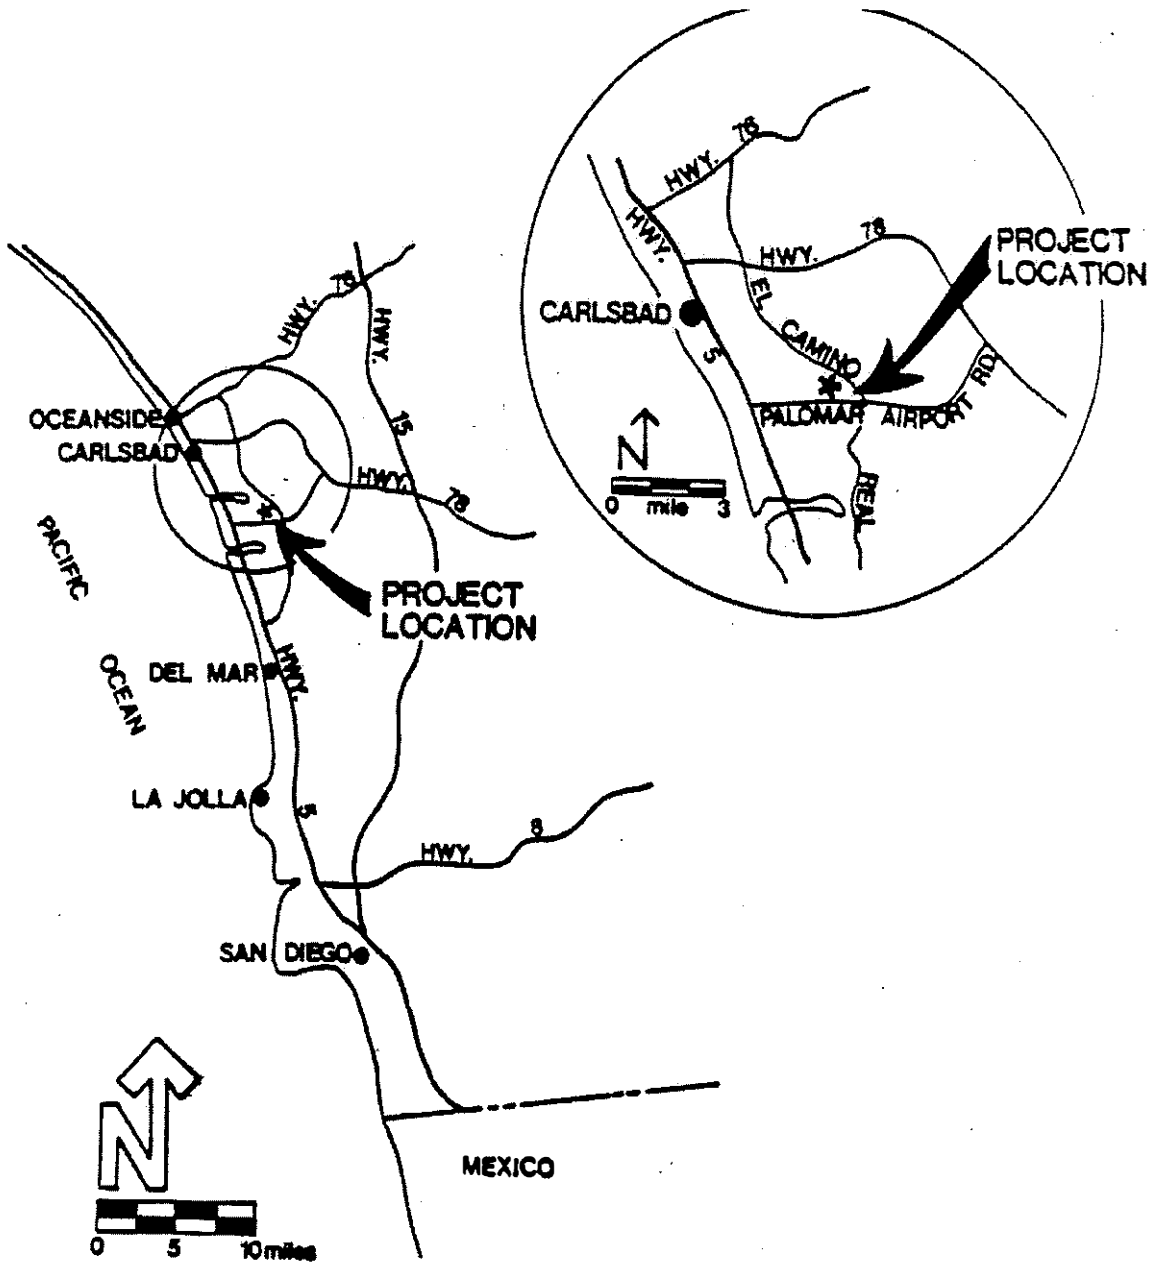 HWY. 76
HWY.
HWY. 78
PROJECT
LOCATION
EL
CARLSBAD
5
CAMINO
PALOMAR AIRPORT RD.
N
0 mile 3
REAL
HWY. 76
HWY.
15
OCEANSIDE
CARLSBAD
HWY.
78
PACIFIC
OCEAN
PROJECT
LOCATION
DEL MAR
HWY.
LA JOLLA
5
HWY. 8
SAN DIEGO
N
MEXICO
0 5 10 miles